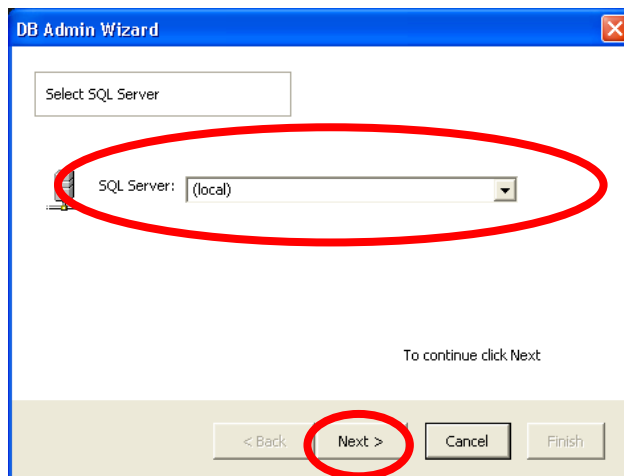 DB Admin Wizard
Select SQL Server
SQL Server: (local)
To continue click Next
< Back Next > Cancel Finish